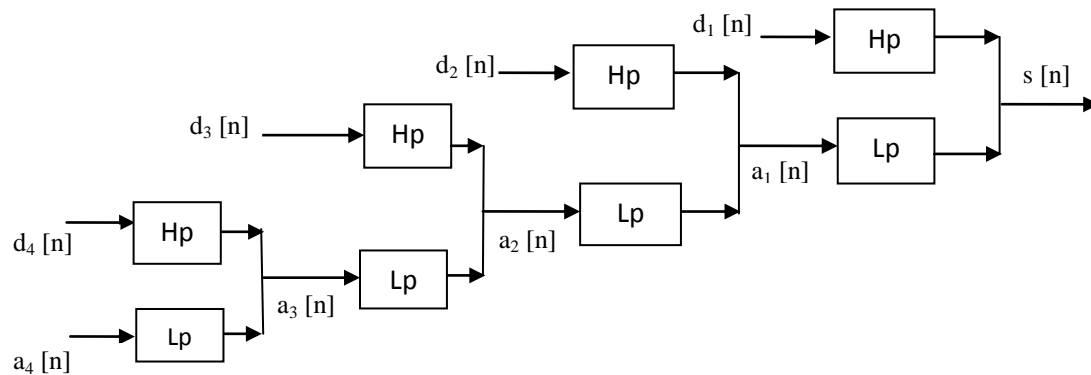 d₁ [n]
Hp
s [n]
d₂ [n]
Hp
d₃ [n]
Hp
a₁ [n]
Lp
d₄ [n]
Hp
a₂ [n]
Lp
a₃ [n]
Lp
a₄ [n]
Lp